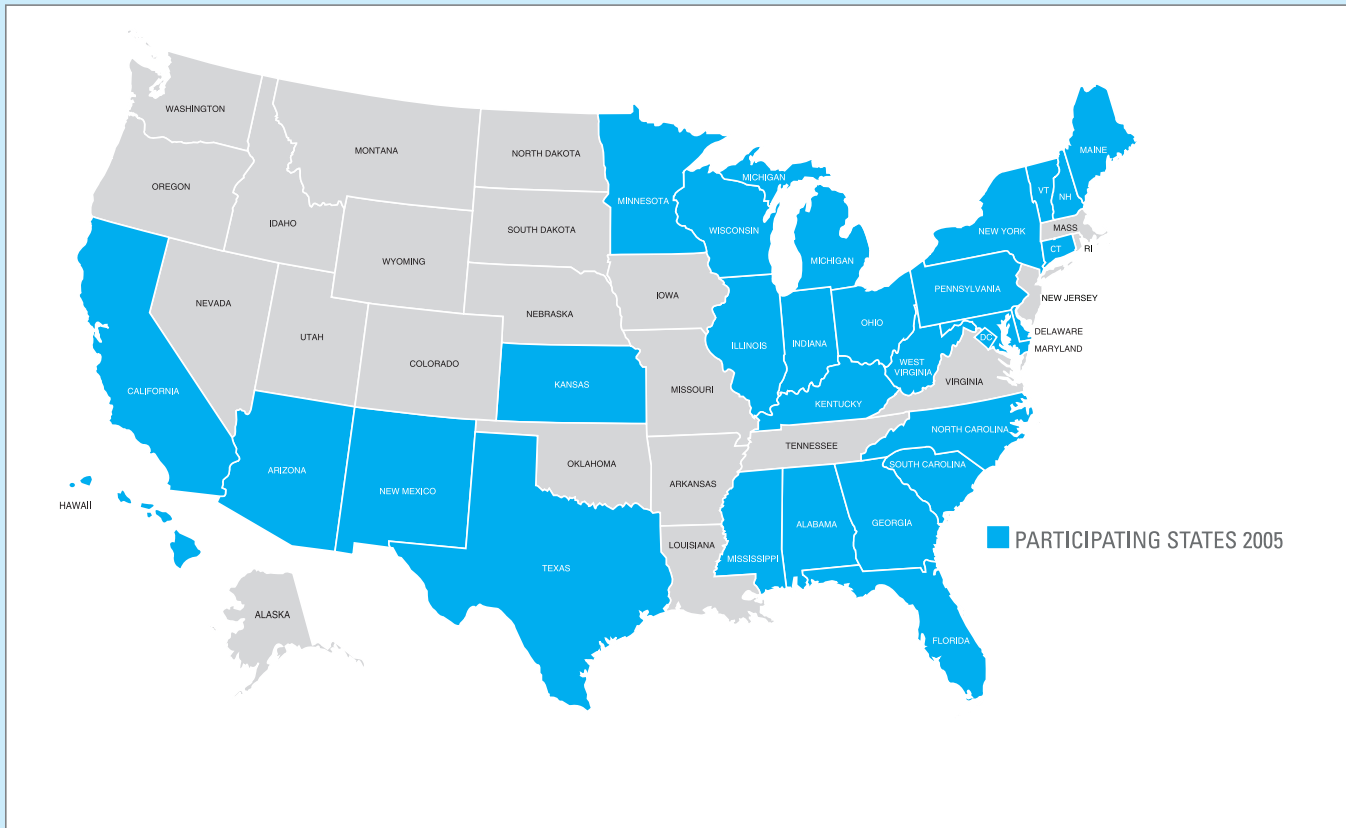 WASHINGTON
MONTANA
NORTH DAKOTA
MAINE
OREGON
MICHIGAN
VT
NH
MINNESOTA
IDAHO
SOUTH DAKOTA
WISCONSIN
NEW YORK
MASS
CT
RI
WYOMING
MICHIGAN
NEVADA
IOWA
PENNSYLVANIA
NEW JERSEY
NEBRASKA
OHIO
UTAH
ILLINOIS
INDIANA
DC
DELAWARE
MARYLAND
COLORADO
WEST
VIRGINIA
CALIFORNIA
KANSAS
MISSOURI
VIRGINIA
KENTUCKY
NORTH CAROLINA
TENNESSEE
ARIZONA
OKLAHOMA
SOUTH CAROLINA
NEW MEXICO
ARKANSAS
HAWAII
ALABAMA
GEORGIA
LOUISIANA
PARTICIPATING STATES 2005
MISSISSIPPI
TEXAS
ALASKA
FLORIDA